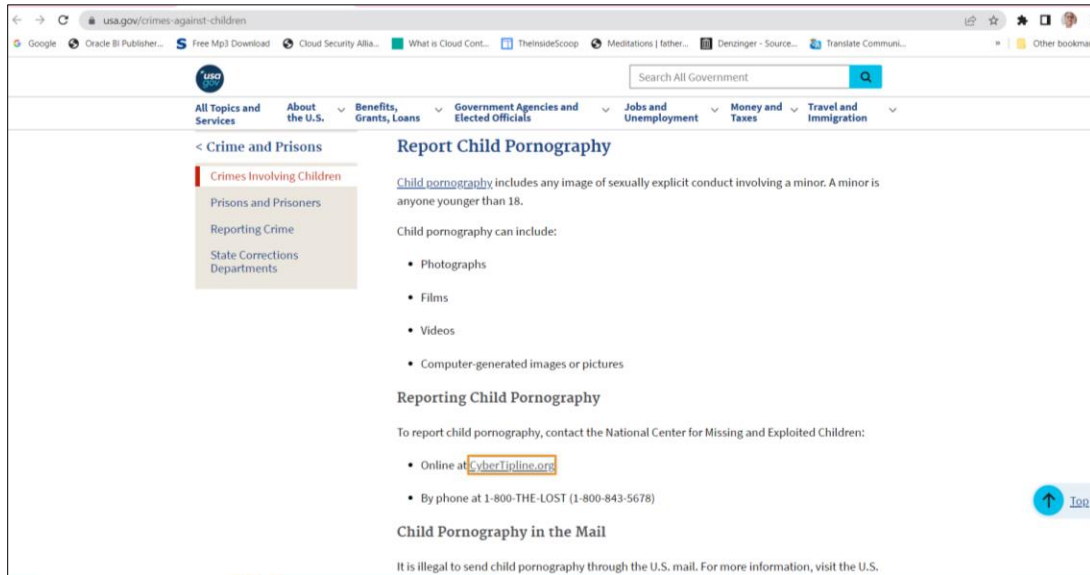 usa.gov/crimes-against-children
Google Oracle BI Publisher... Free Mp3 Download Cloud Security Allia... What is Cloud Cont... TheInsideScoop Meditations | father... Denzinger - Source... Translate Communi... » Other bookma
usa
gov
Search All Government
All Topics and
Services
About
the U.S.
Benefits,
Grants, Loans
Government Agencies and
Elected Officials
Jobs and
Unemployment
Money and
Taxes
Travel and
Immigration
< Crime and Prisons
Crimes Involving Children
Prisons and Prisoners
Reporting Crime
State Corrections
Departments
Report Child Pornography
Child pornography includes any image of sexually explicit conduct involving a minor. A minor is
anyone younger than 18.
Child pornography can include:
• Photographs
• Films
• Videos
• Computer-generated images or pictures
Reporting Child Pornography
To report child pornography, contact the National Center for Missing and Exploited Children:
• Online at CyberTipline.org
• By phone at 1-800-THE-LOST (1-800-843-5678)
Top
Child Pornography in the Mail
It is illegal to send child pornography through the U.S. mail. For more information, visit the U.S.